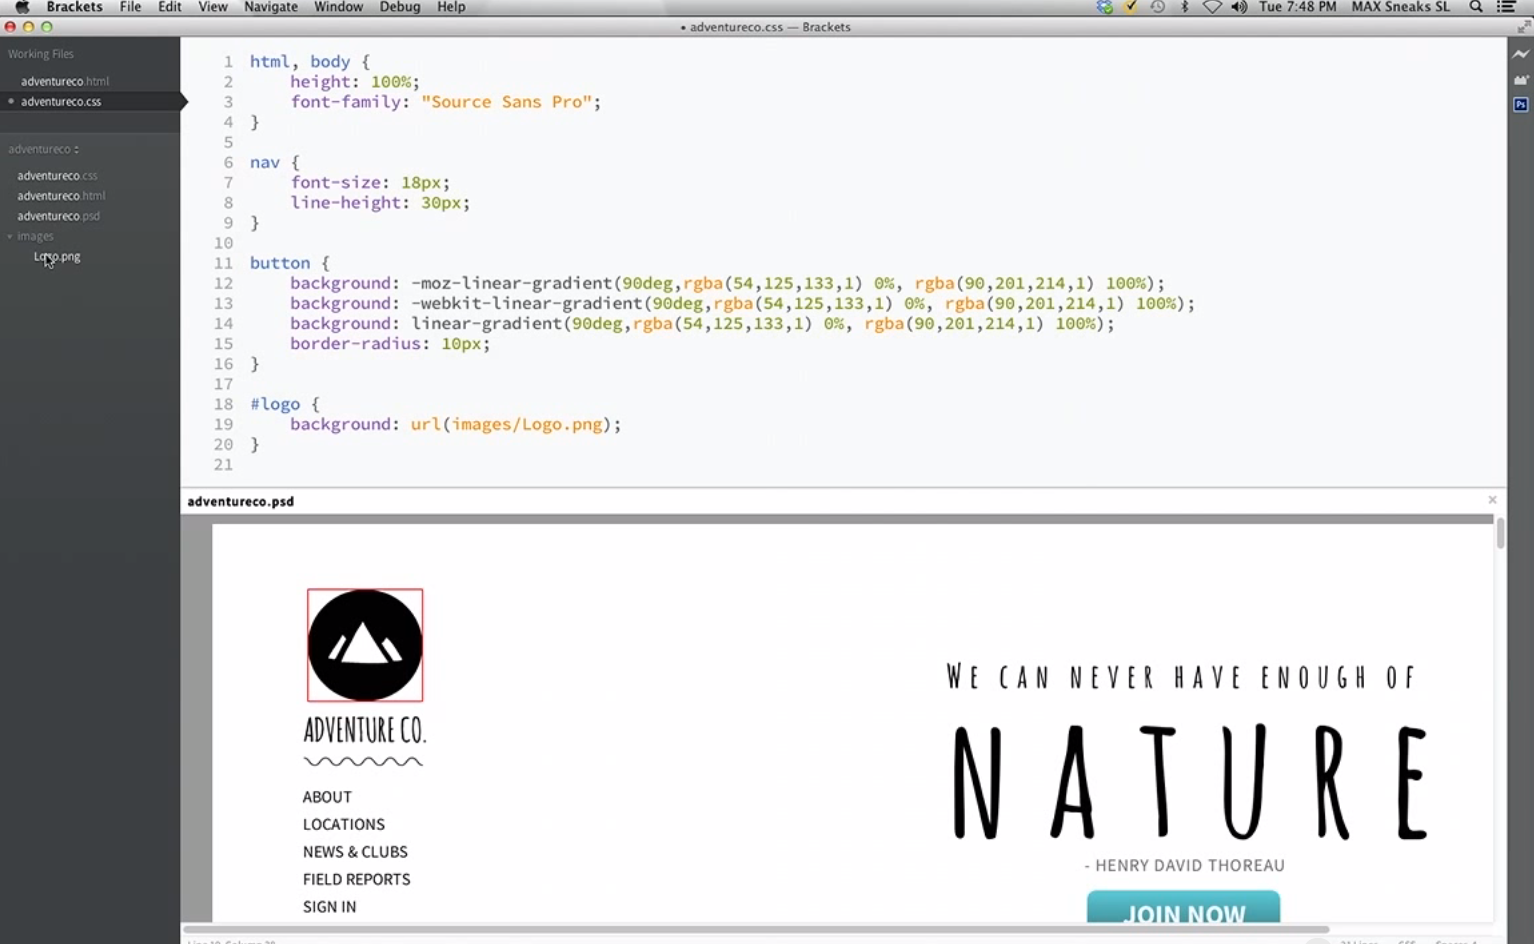 Brackets File Edit View Navigate Window Debug Help Tue 7:48 PM MAX Sneaks SL
• adventureco.css — Brackets
Working Files
adventureco.html
adventureco.css
adventureco
adventureco.css
adventureco.html
adventureco.psd
images
Logo.png
1 html, body {
2 height: 100%;
3 font-family: "Source Sans Pro";
4 }
5
6 nav {
7 font-size: 18px;
8 line-height: 30px;
9 }
10
11 button {
12 background: -moz-linear-gradient(90deg,rgba(54,125,133,1) 0%, rgba(90,201,214,1) 100%);
13 background: -webkit-linear-gradient(90deg,rgba(54,125,133,1) 0%, rgba(90,201,214,1) 100%);
14 background: linear-gradient(90deg,rgba(54,125,133,1) 0%, rgba(90,201,214,1) 100%);
15 border-radius: 10px;
16 }
17
18 #logo {
19 background: url(images/Logo.png);
20 }
21
Ps
adventureco.psd
ADVENTURE CO.
ABOUT
LOCATIONS
NEWS & CLUBS
FIELD REPORTS
SIGN IN
WE CAN NEVER HAVE ENOUGH OF
NATURE
- HENRY DAVID THOREAU
JOIN NOW